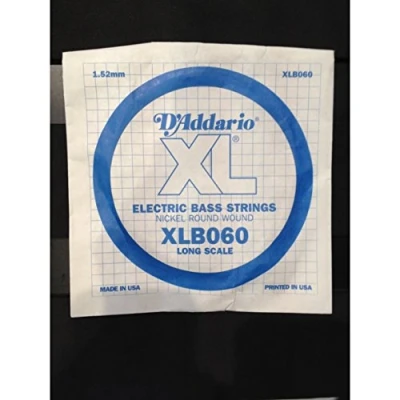 1.52mm XLB060
D'Addario®
XL®
ELECTRIC BASS STRINGS
NICKEL ROUND WOUND
XLB060
LONG SCALE
MADE IN USA PRINTED IN USA